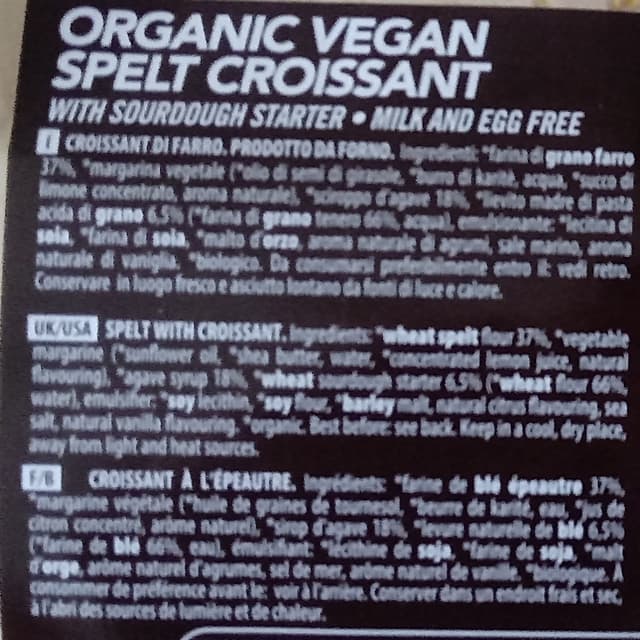 ORGANIC VEGAN
SPELT CROISSANT
WITH SOURDOUGH STARTER • MILK AND EGG FREE
I CROISSANT DI FARRO. PRODOTTO DA FORNO. Ingredienti: *farina di grano farro
37%, *margarina vegetale (*olio di semi di girasole, *burro di karitè, acqua, *succo di
limone concentrato, aroma naturale), *sciroppo d'agave 18%, *lievito madre di pasta
acida di grano 6.5% (*farina di grano tenero 66%, acqua), emulsionante: *lecitina di
soia, *farina di soia, *malto d'orzo, aroma naturale di agrumi, sale marino, aroma
naturale di vaniglia. *biologico. Da consumarsi preferibilmente entro il: vedi retro.
Conservare in luogo fresco e asciutto lontano da fonti di luce e calore.
UK/USA SPELT WITH CROISSANT. Ingredients: *wheat spelt flour 37%, *vegetable
margarine (*sunflower oil, *shea butter, water, *concentrated lemon juice, natural
flavouring), *agave syrup 18%, *wheat sourdough starter 6.5% (*wheat flour 66%,
water), emulsifier: *soy lecithin, *soy flour, *barley malt, natural citrus flavouring, sea
salt, natural vanilla flavouring. *organic. Best before: see back. Keep in a cool, dry place,
away from light and heat sources.
F/B CROISSANT À L'ÉPEAUTRE. Ingrédients: *farine de blé épeautre 37%,
*margarine végétale (*huile de graines de tournesol, *beurre de karité, eau, *jus de
citron concentré, arôme naturel), *sirop d'agave 18%, *levure naturelle de blé 6.5%
(*farine de blé 66%, eau), émulsifiant: *lécithine de soja, *farine de soja, *malt
d'orge, arôme naturel d'agrumes, sel de mer, arôme naturel de vanille. *biologique. À
consommer de préférence avant le: voir à l'arrière. Conserver dans un endroit frais et sec,
à l'abri des sources de lumière et de chaleur.